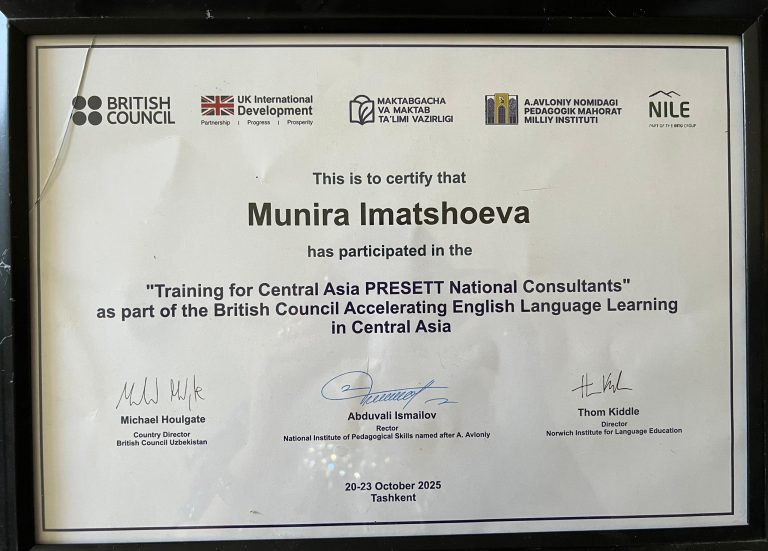 BRITISH
COUNCIL
UK International
Development
Partnership | Progress | Prosperity
MAKTABGACHA
VA MAKTAB
TA'LIMI VAZIRLIGI
A.AVLONIY NOMIDAGI
PEDAGOGIK MAHORAT
MILLIY INSTITUTI
NILE
PART OF THE GROUP
This is to certify that
Munira Imatshoeva
has participated in the
"Training for Central Asia PRESETT National Consultants"
as part of the British Council Accelerating English Language Learning
in Central Asia
Michael Houlgate
Country Director
British Council Uzbekistan
Abduvali Ismailov
Rector
National Institute of Pedagogical Skills named after A. Avloniy
Thom Kiddle
Director
Norwich Institute for Language Education
20-23 October 2025
Tashkent